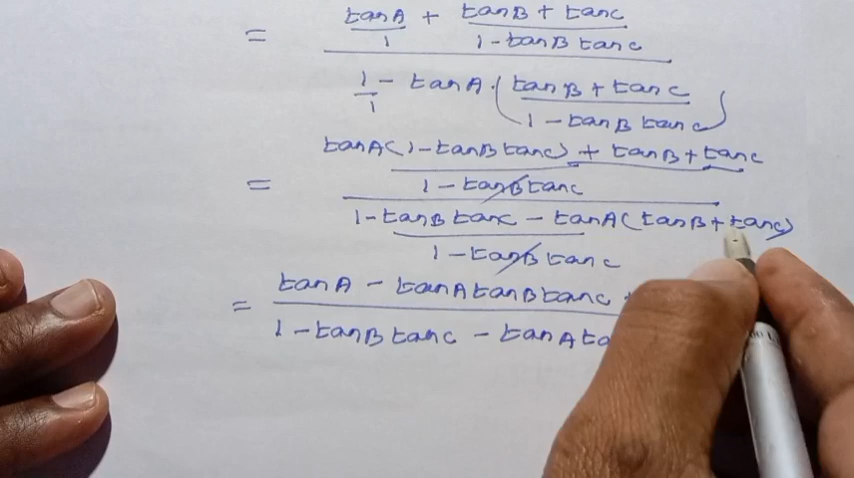 tanA + tanB + tanC
= 1 1 - tanB tanC
1 - tanA · ( tanB + tanC )
1 1 - tanB tanC
tanA(1 - tanB tanC) + tanB + tanC
= 1 - tanB tanC
1 - tanB tanC - tanA(tanB + tanC)
1 - tanB tanC
= tanA - tanA tanB tanC
1 - tanB tanC - tanA